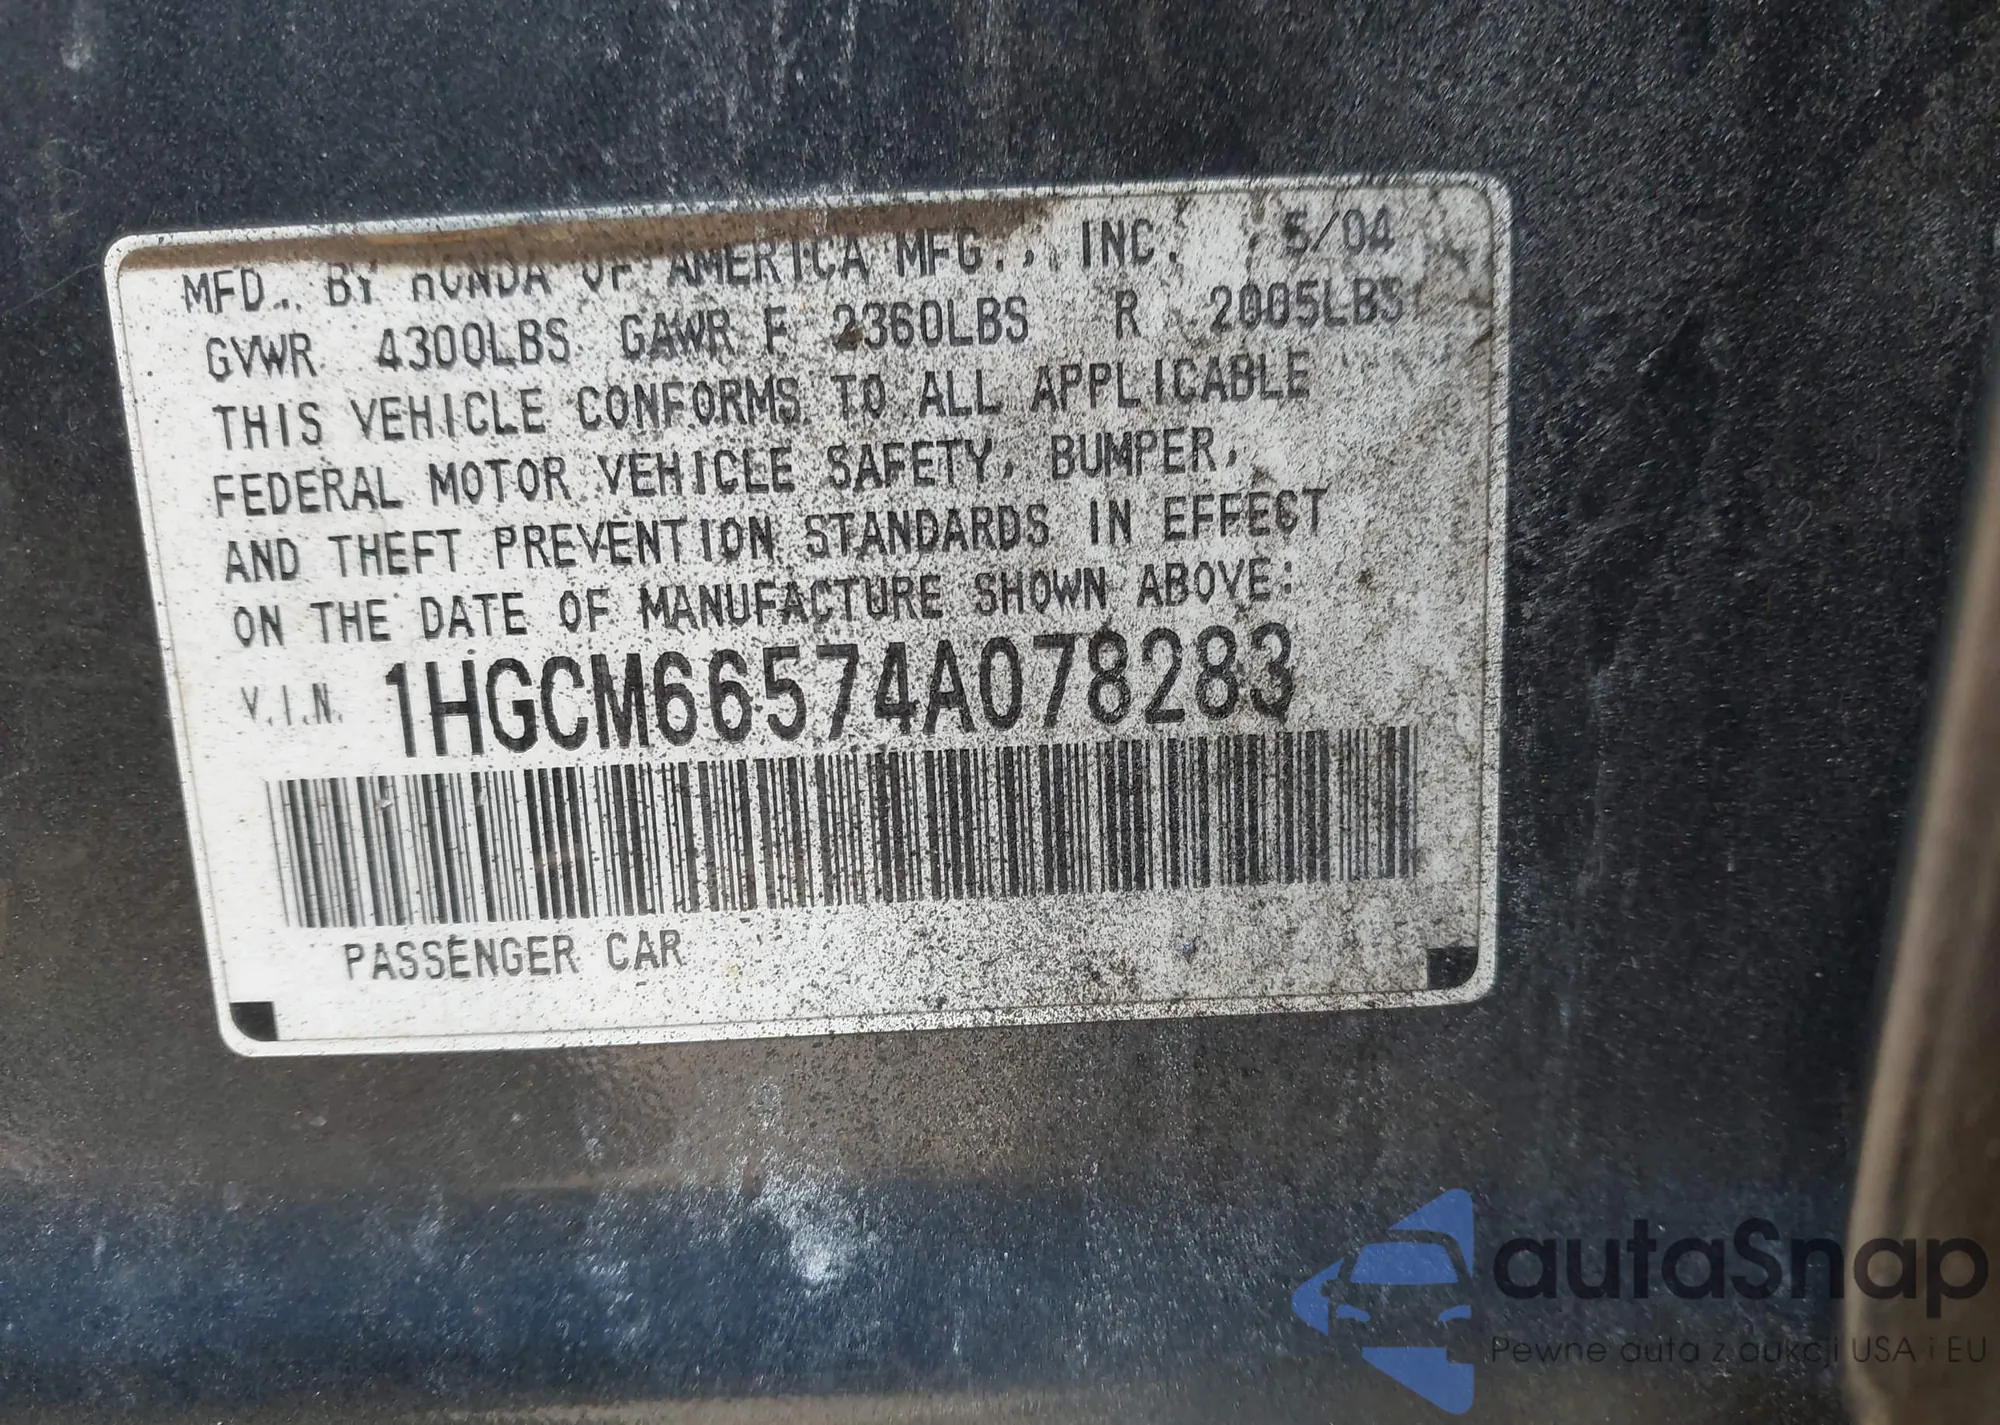 MFD. BY HONDA OF AMERICA MFG., INC. 5/04
GVWR 4300LBS GAWR F 2360LBS R 2005LBS
THIS VEHICLE CONFORMS TO ALL APPLICABLE
FEDERAL MOTOR VEHICLE SAFETY, BUMPER,
AND THEFT PREVENTION STANDARDS IN EFFECT
ON THE DATE OF MANUFACTURE SHOWN ABOVE:
V.I.N. 1HGCM66574A078283
PASSENGER CAR
autaSnap
Pewne auta z aukcji USA i EU